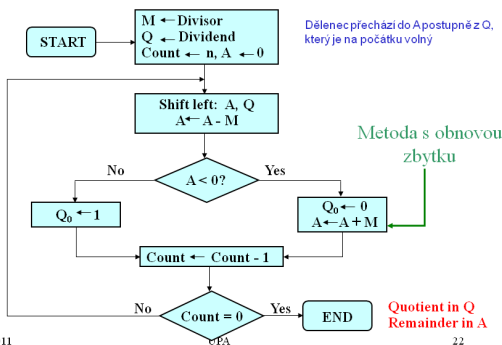 START
M ← Divisor
Q ← Dividend
Count ← n, A ← 0
Dělenec přechází do A postupně z Q,
který je na počátku volný
Shift left: A, Q
A ← A - M
Metoda s obnovou
zbytku
No
A < 0?
Yes
Q₀ ← 1
Q₀ ← 0
A ← A + M
Count ← Count - 1
No
Count = 0
Yes
END
Quotient in Q
Remainder in A
11
UPA
22